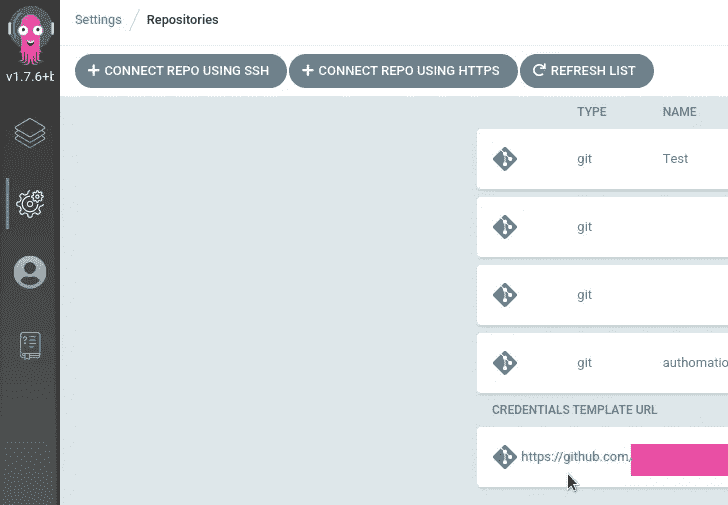 Settings / Repositories
v1.7.6+b
CONNECT REPO USING SSH
CONNECT REPO USING HTTPS
REFRESH LIST
TYPE NAME
git Test
git
git
git authomatio
CREDENTIALS TEMPLATE URL
https://github.com/